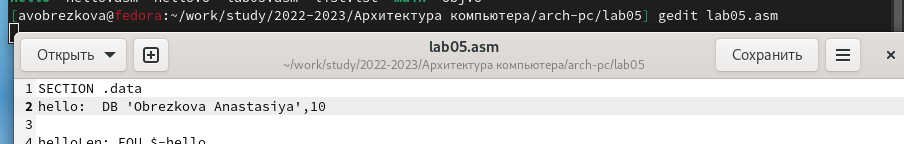 [avobrezkova@fedora:~/work/study/2022-2023/Архитектура компьютера/arch-pc/lab05] gedit lab05.asm
Открыть
lab05.asm
~/work/study/2022-2023/Архитектура компьютера/arch-pc/lab05
Сохранить
1 SECTION .data
2 hello:  DB 'Obrezkova Anastasiya',10
3
4 helloLen: EQU $-hello